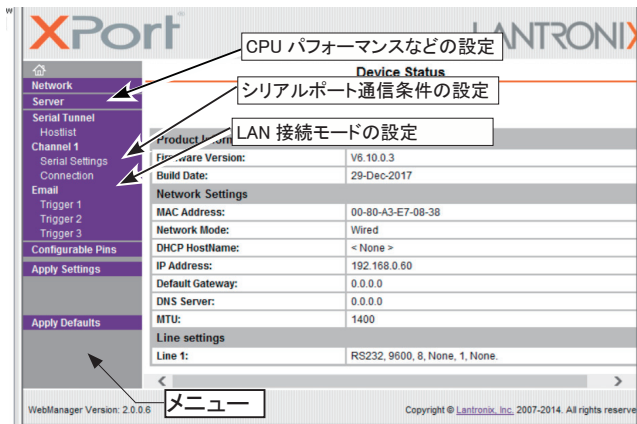 XPort
LANTRONIX
CPU パフォーマンスなどの設定
Device Status
Network
Server
シリアルポート通信条件の設定
Serial Tunnel
Hostlist
LAN 接続モードの設定
Channel 1
Product
Serial Settings
Firmware Version: V6.10.0.3
Connection
Build Date: 29-Dec-2017
Email
Network Settings
Trigger 1
MAC Address: 00-80-A3-E7-08-38
Trigger 2
Network Mode: Wired
Trigger 3
DHCP HostName: < None >
Configurable Pins
IP Address: 192.168.0.60
Apply Settings
Default Gateway: 0.0.0.0
DNS Server: 0.0.0.0
Apply Defaults
MTU: 1400
Line settings
Line 1: RS232, 9600, 8, None, 1, None.
メニュー
WebManager Version: 2.0.0.6
Copyright © Lantronix, Inc. 2007-2014. All rights reserve